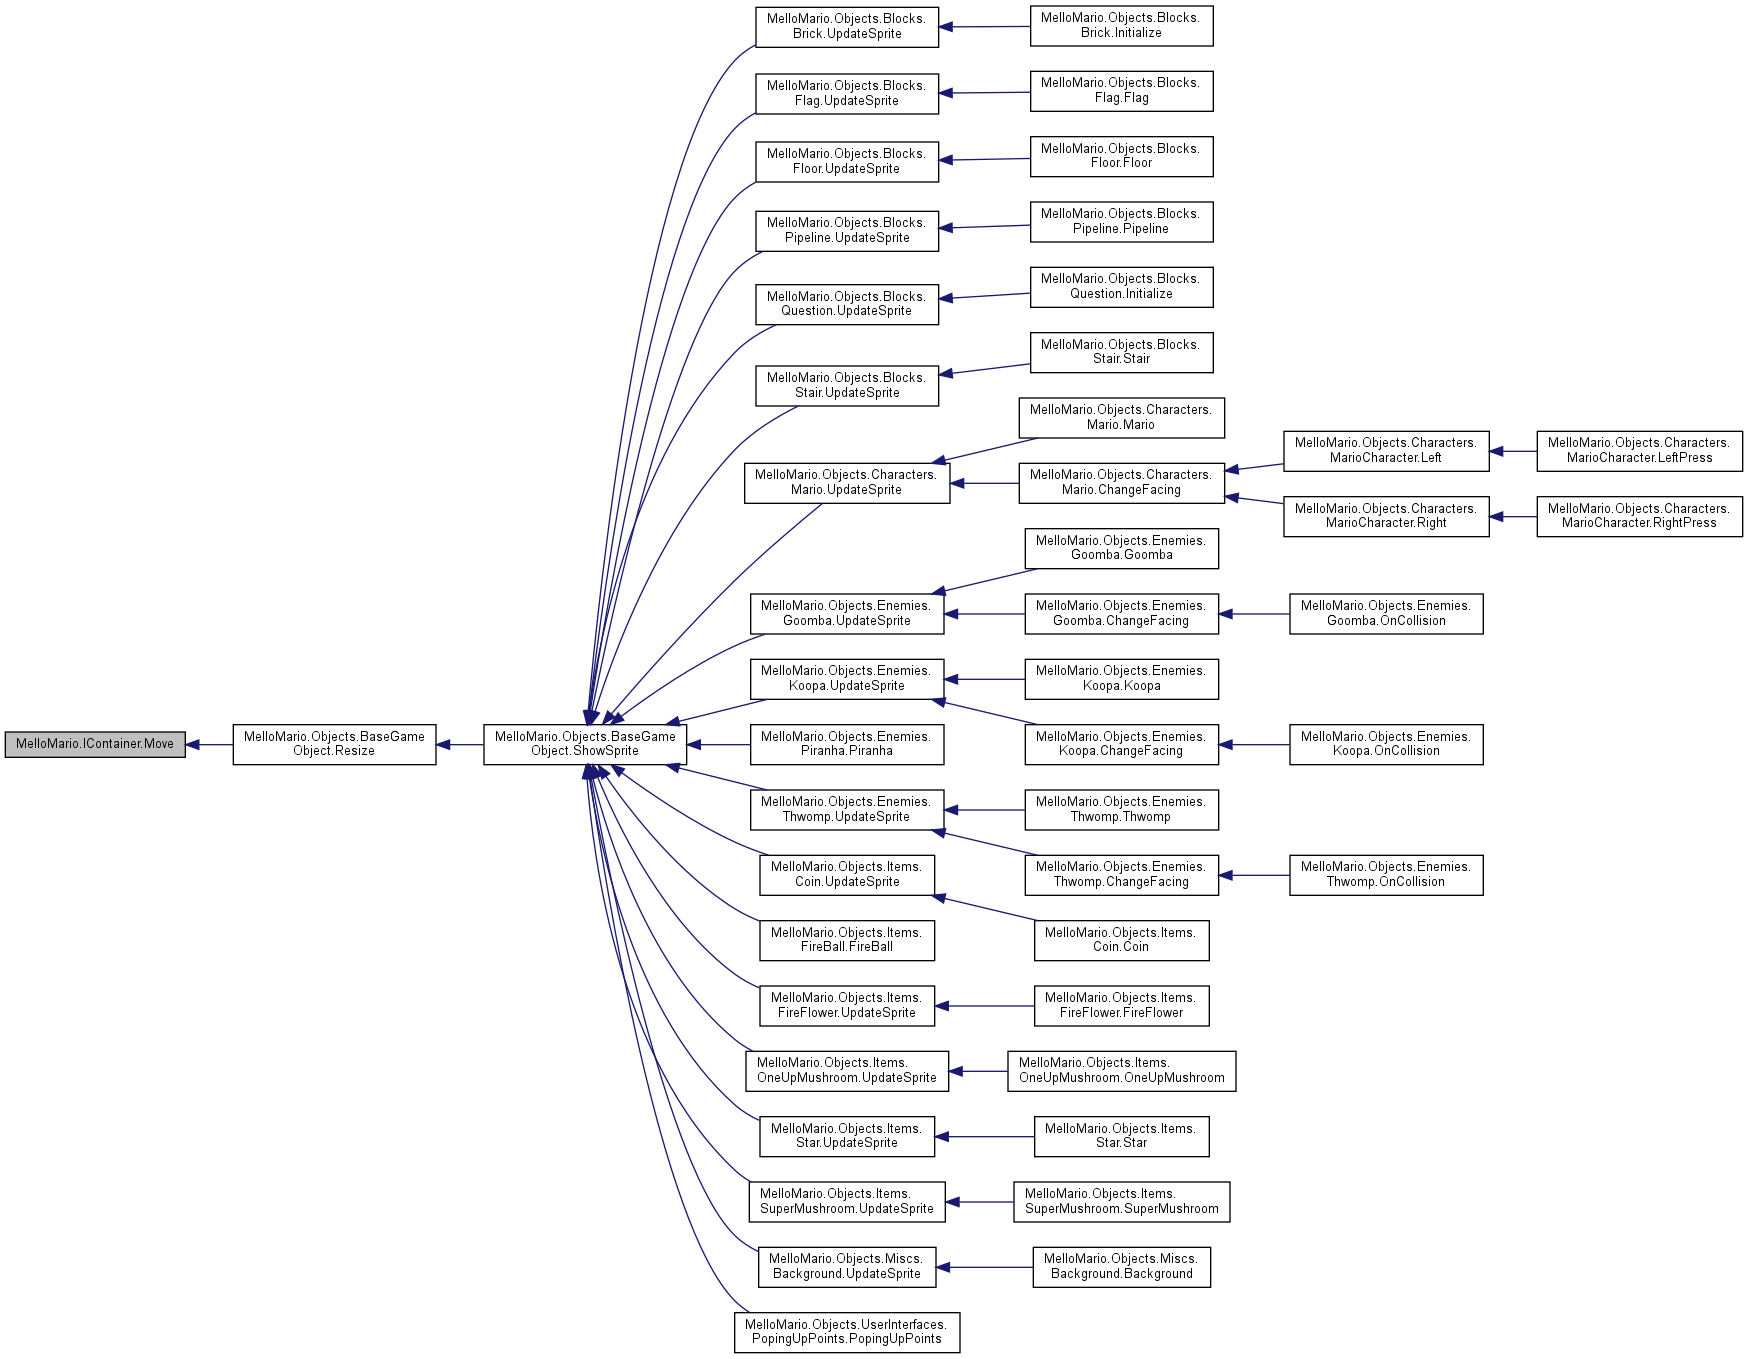 MelloMario.IContainer.Move
MelloMario.Objects.BaseGame
Object.Resize
MelloMario.Objects.BaseGame
Object.ShowSprite
MelloMario.Objects.Blocks.
Brick.UpdateSprite
MelloMario.Objects.Blocks.
Brick.Initialize
MelloMario.Objects.Blocks.
Flag.UpdateSprite
MelloMario.Objects.Blocks.
Flag.Flag
MelloMario.Objects.Blocks.
Floor.UpdateSprite
MelloMario.Objects.Blocks.
Floor.Floor
MelloMario.Objects.Blocks.
Pipeline.UpdateSprite
MelloMario.Objects.Blocks.
Pipeline.Pipeline
MelloMario.Objects.Blocks.
Question.UpdateSprite
MelloMario.Objects.Blocks.
Question.Initialize
MelloMario.Objects.Blocks.
Stair.UpdateSprite
MelloMario.Objects.Blocks.
Stair.Stair
MelloMario.Objects.Characters.
Mario.UpdateSprite
MelloMario.Objects.Characters.
Mario.Mario
MelloMario.Objects.Characters.
Mario.ChangeFacing
MelloMario.Objects.Characters.
MarioCharacter.Left
MelloMario.Objects.Characters.
MarioCharacter.LeftPress
MelloMario.Objects.Characters.
MarioCharacter.Right
MelloMario.Objects.Characters.
MarioCharacter.RightPress
MelloMario.Objects.Enemies.
Goomba.UpdateSprite
MelloMario.Objects.Enemies.
Goomba.Goomba
MelloMario.Objects.Enemies.
Goomba.ChangeFacing
MelloMario.Objects.Enemies.
Goomba.OnCollision
MelloMario.Objects.Enemies.
Koopa.UpdateSprite
MelloMario.Objects.Enemies.
Koopa.Koopa
MelloMario.Objects.Enemies.
Koopa.ChangeFacing
MelloMario.Objects.Enemies.
Koopa.OnCollision
MelloMario.Objects.Enemies.
Piranha.Piranha
MelloMario.Objects.Enemies.
Thwomp.UpdateSprite
MelloMario.Objects.Enemies.
Thwomp.Thwomp
MelloMario.Objects.Enemies.
Thwomp.ChangeFacing
MelloMario.Objects.Enemies.
Thwomp.OnCollision
MelloMario.Objects.Items.
Coin.UpdateSprite
MelloMario.Objects.Items.
Coin.Coin
MelloMario.Objects.Items.
FireBall.FireBall
MelloMario.Objects.Items.
FireFlower.UpdateSprite
MelloMario.Objects.Items.
FireFlower.FireFlower
MelloMario.Objects.Items.
OneUpMushroom.UpdateSprite
MelloMario.Objects.Items.
OneUpMushroom.OneUpMushroom
MelloMario.Objects.Items.
Star.UpdateSprite
MelloMario.Objects.Items.
Star.Star
MelloMario.Objects.Items.
SuperMushroom.UpdateSprite
MelloMario.Objects.Items.
SuperMushroom.SuperMushroom
MelloMario.Objects.Miscs.
Background.UpdateSprite
MelloMario.Objects.Miscs.
Background.Background
MelloMario.Objects.UserInterfaces.
PopingUpPoints.PopingUpPoints